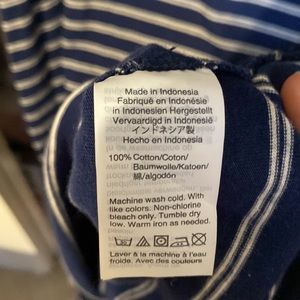 Made in Indonesia
Fabriqué en Indonésie
In Indonesien Hergestellt
Vervaardigd in Indonesië
インドネシア製
Hecho en Indonesia
100% Cotton/Coton/
Baumwolle/Katoen/
綿/algodón
Machine wash cold. With
like colors. Non-chlorine
bleach only. Tumble dry
low. Warm iron as needed.
Laver à la machine à l'eau
froide. Avec des couleurs